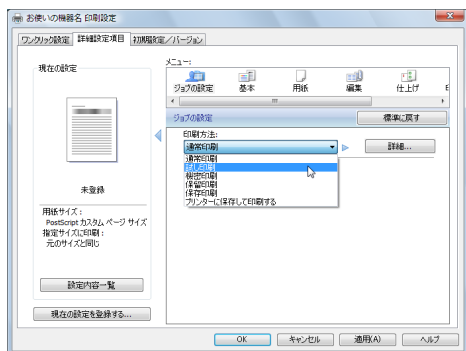 お使いの機器名 印刷設定
ワンクリック設定 詳細設定項目 初期設定/バージョン
現在の設定
メニュー:
ジョブの設定 基本 用紙 編集 仕上げ
ジョブの設定 標準に戻す
印刷方法:
通常印刷 詳細...
通常印刷
試し印刷
機密印刷
保留印刷
保存印刷
プリンターに保存して印刷する
未登録
用紙サイズ:
PostScript カスタム ページ サイズ
指定サイズに印刷:
元のサイズと同じ
設定内容一覧
現在の設定を登録する...
OK キャンセル 適用(A) ヘルプ